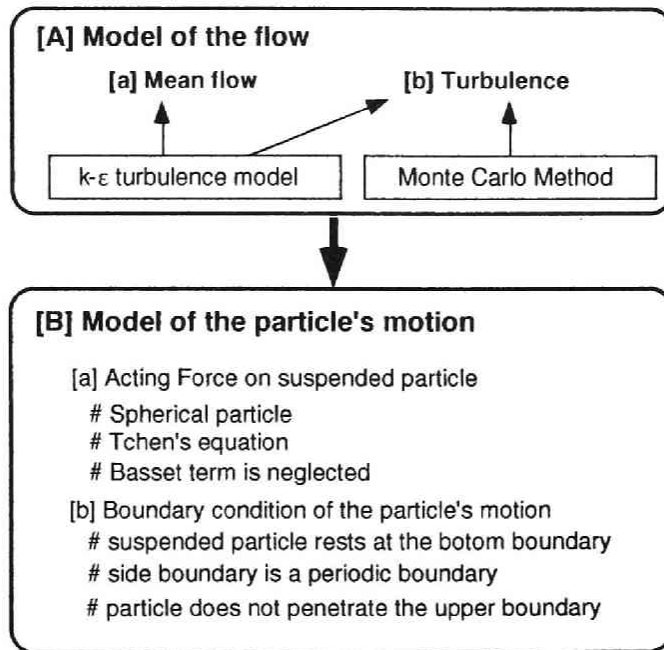 [A] Model of the flow
[a] Mean flow
[b] Turbulence
k-ε turbulence model
Monte Carlo Method
[B] Model of the particle's motion
[a] Acting Force on suspended particle
# Spherical particle
# Tchen's equation
# Basset term is neglected
[b] Boundary condition of the particle's motion
# suspended particle rests at the botom boundary
# side boundary is a periodic boundary
# particle does not penetrate the upper boundary